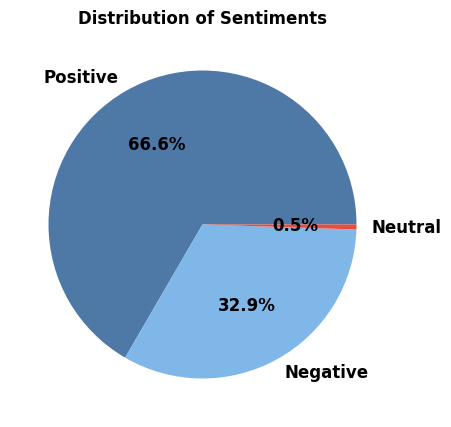 Distribution of Sentiments
Positive
66.6%
0.5%
Neutral
32.9%
Negative